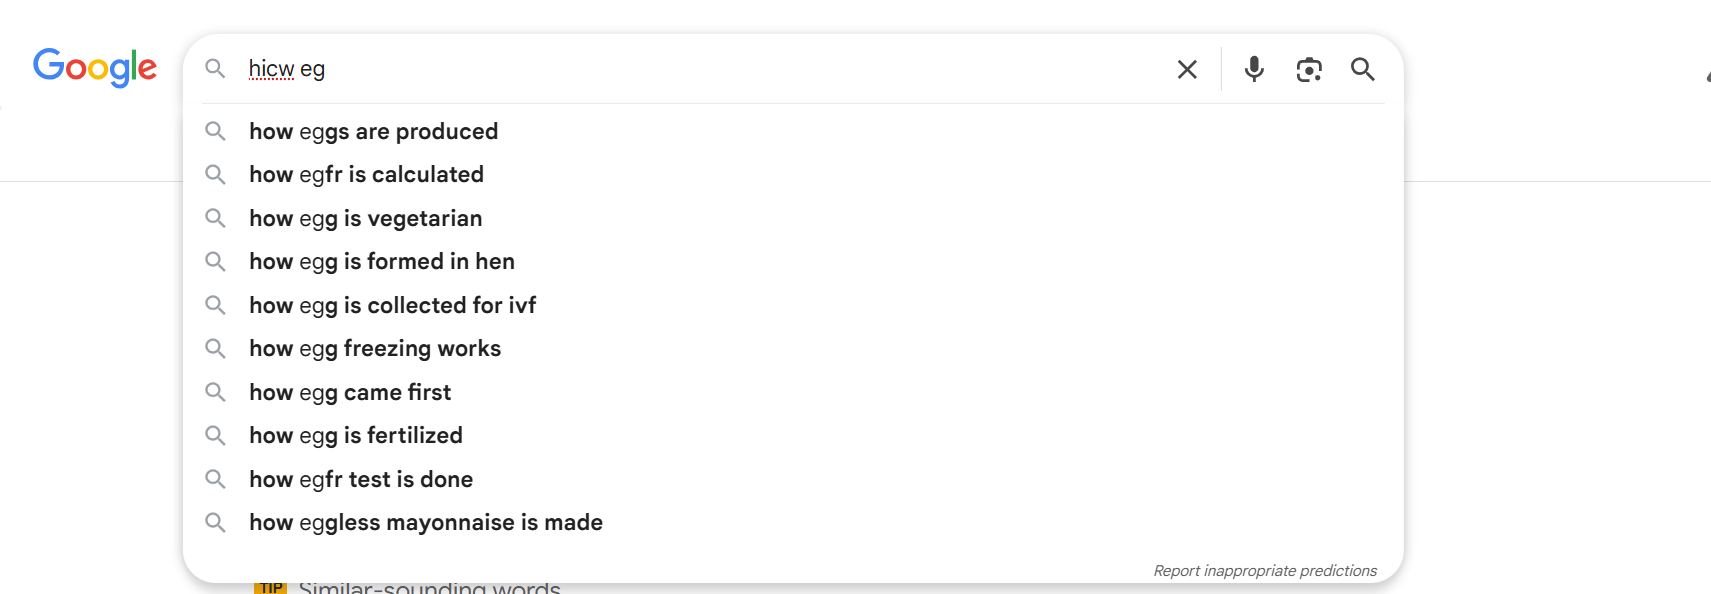 Google
hicw eg
how eggs are produced
how egfr is calculated
how egg is vegetarian
how egg is formed in hen
how egg is collected for ivf
how egg freezing works
how egg came first
how egg is fertilized
how egfr test is done
how eggless mayonnaise is made
Report inappropriate predictions
TIP Similar-sounding words